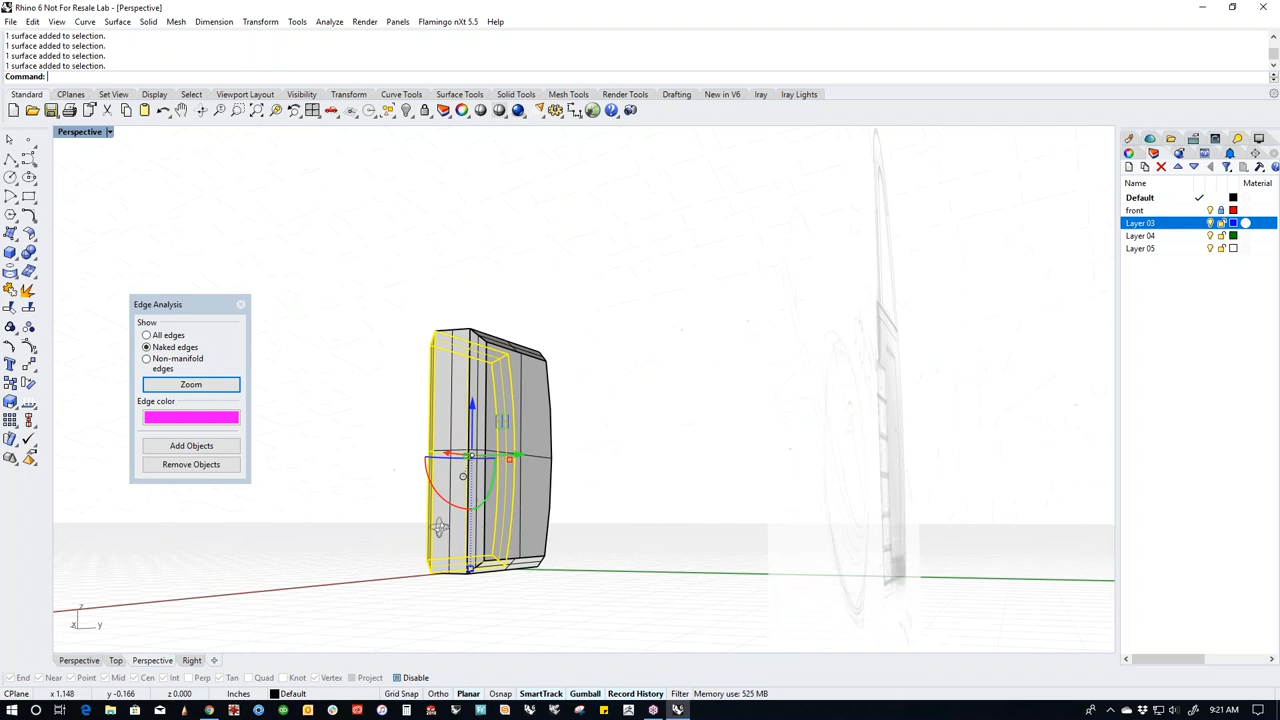 Rhino 6 Not For Resale Lab - [Perspective]
File Edit View Curve Surface Solid Mesh Dimension Transform Tools Analyze Render Panels Flamingo nXt 5.5 Help
1 surface added to selection.
1 surface added to selection.
1 surface added to selection.
1 surface added to selection.
Command:
Standard CPlanes Set View Display Select Viewport Layout Visibility Transform Curve Tools Surface Tools Solid Tools Mesh Tools Render Tools Drafting New in V6 Iray Iray Lights
Perspective
Name Material
Default
front
Layer 03
Layer 04
Layer 05
Edge Analysis
Show
All edges
Naked edges
Non-manifold
edges
Zoom
Edge color
Add Objects
Remove Objects
z
x y
Perspective Top Perspective Right
End Near Point Mid Cen Int Perp Tan Quad Knot Vertex Project Disable
CPlane x 1.148 y -0.166 z 0.000 Inches Default Grid Snap Ortho Planar Osnap SmartTrack Gumball Record History Filter Memory use: 525 MB
9:21 AM